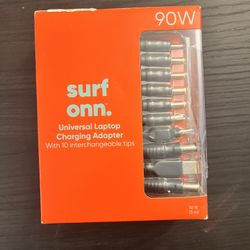 90W
surf
onn.
Universal Laptop
Charging Adapter
With 10 interchangeable tips